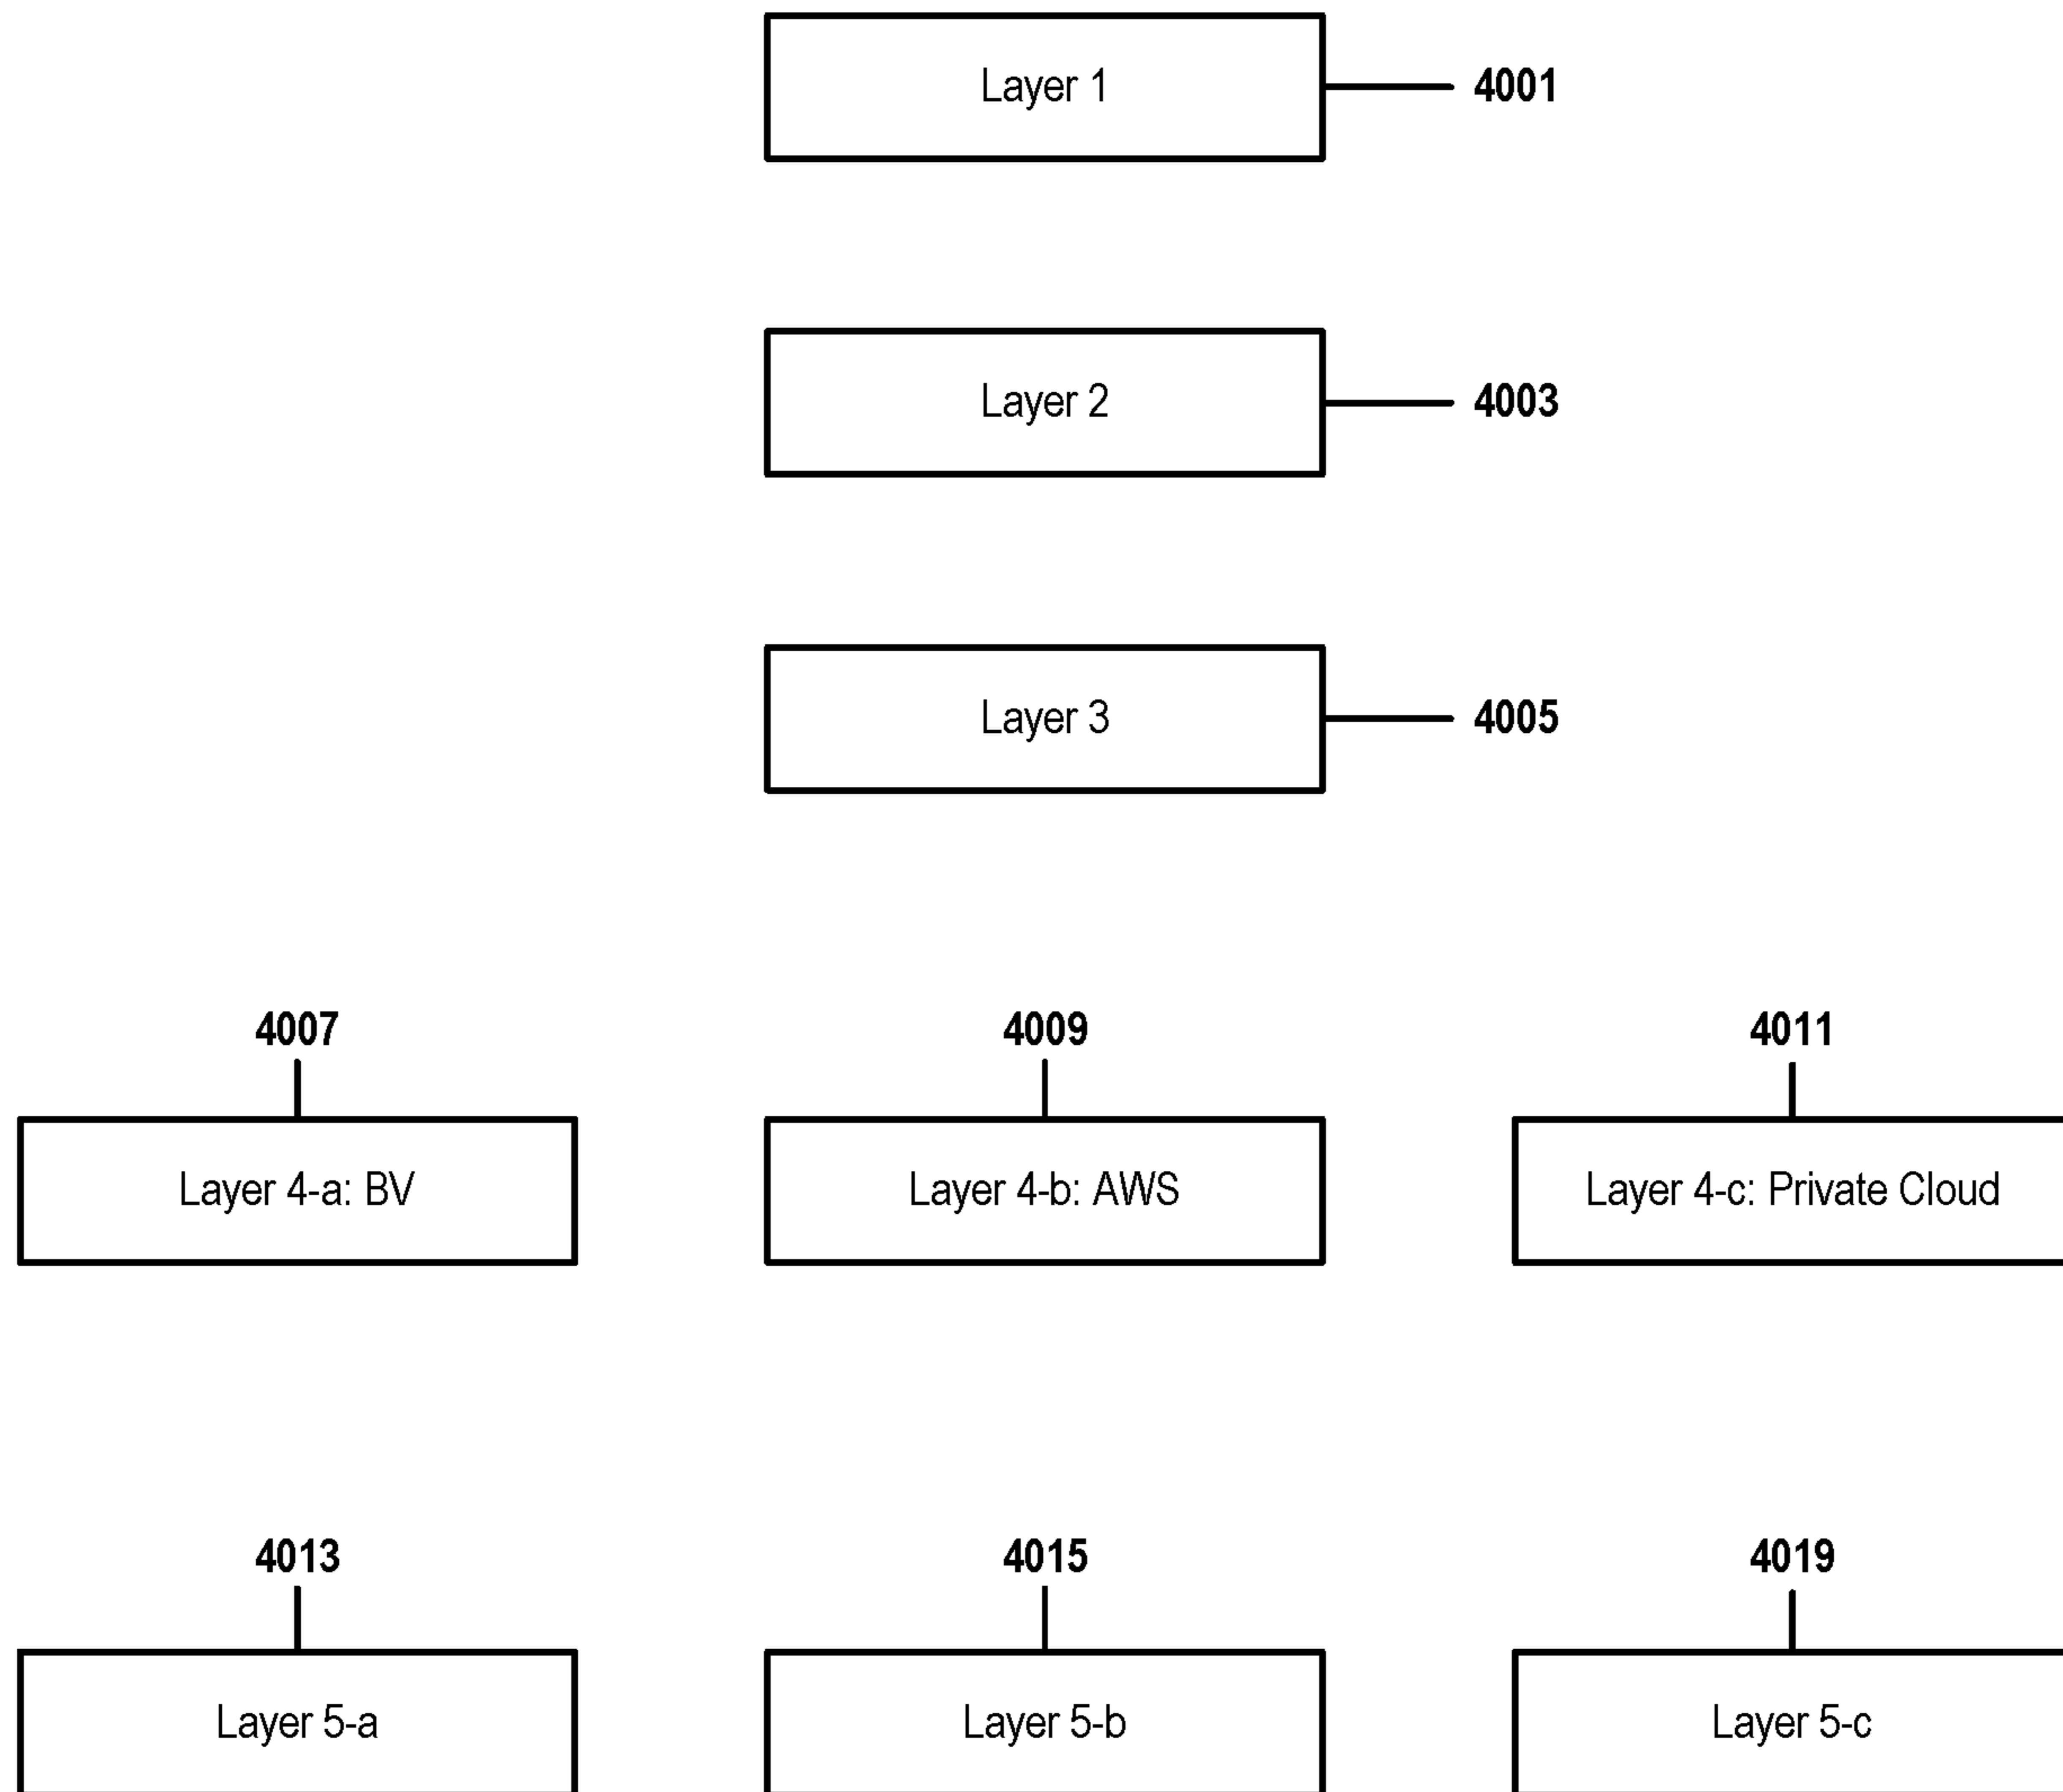 Layer 1
4001
Layer 2
4003
Layer 3
4005
4007
4009
4011
Layer 4-a: BV
Layer 4-b: AWS
Layer 4-c: Private Cloud
4013
4015
4019
Layer 5-a
Layer 5-b
Layer 5-c